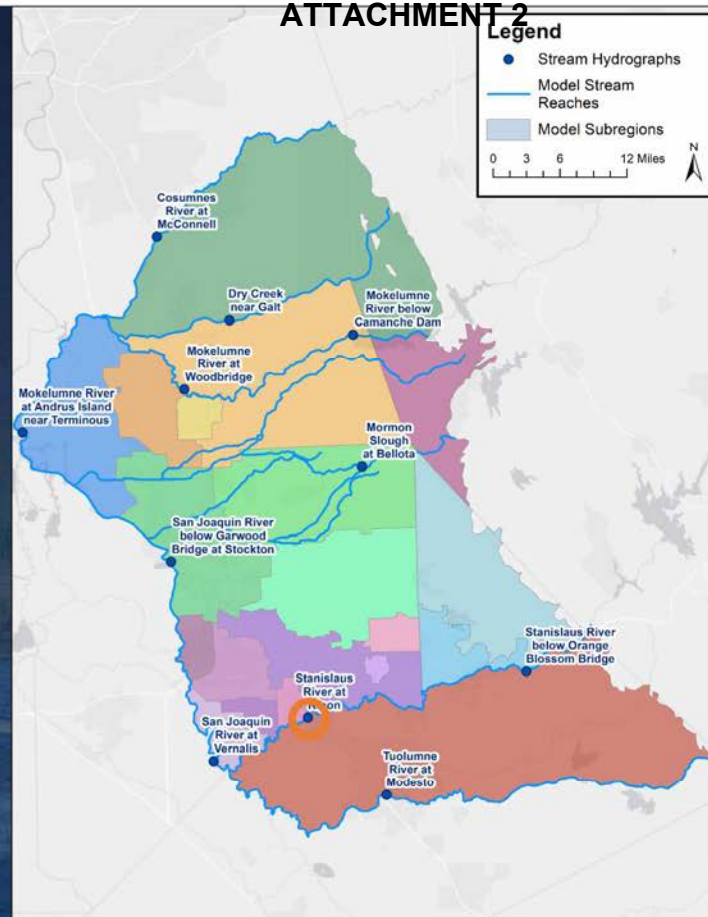 ATTACHMENT 2
Legend
Stream Hydrographs
Model Stream
Reaches
Model Subregions
0 3 6 12 Miles
N
Cosumnes
River at
McConnell
Dry Creek
near Galt
Mokelumne
River below
Camanche Dam
Mokelumne
River at
Woodbridge
Mokelumne River
at Andrus Island
near Terminous
Mormon
Slough
at Bellota
San Joaquin River
below Garwood
Bridge at Stockton
Stanislaus River
below Orange
Blossom Bridge
Stanislaus
River at
San Joaquin
River at
Vernalis
Tuolumne
River at
Modesto